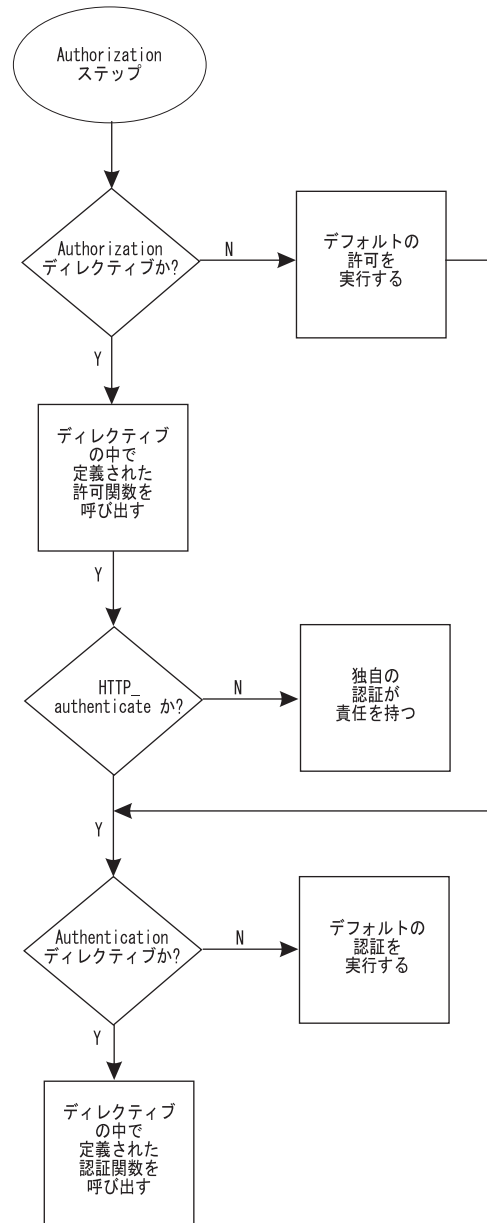 Authorization
ステップ
Authorization
ディレクティブか?
N
デフォルトの
許可を
実行する
Y
ディレクティブ
の中で
定義された
許可関数を
呼び出す
Y
HTTP_
authenticate か?
N
独自の
認証が
責任を持つ
Y
Authentication
ディレクティブか?
N
デフォルトの
認証を
実行する
Y
ディレクティブ
の中で
定義された
認証関数を
呼び出す